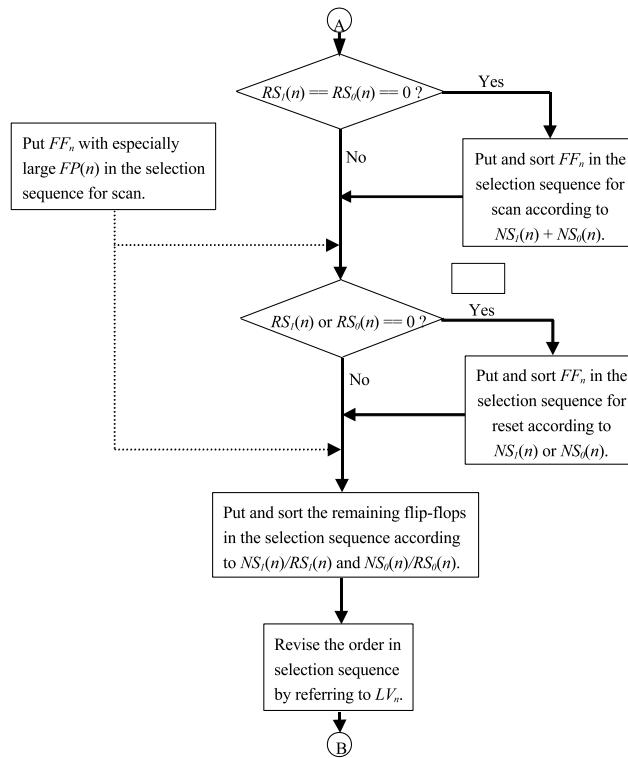 A
RS₁(n) == RS₀(n) == 0 ?
Yes
No
Put FFₙ with especially
large FP(n) in the selection
sequence for scan.
Put and sort FFₙ in the
selection sequence for
scan according to
NS₁(n) + NS₀(n).
RS₁(n) or RS₀(n) == 0 ?
Yes
No
Put and sort FFₙ in the
selection sequence for
reset according to
NS₁(n) or NS₀(n).
Put and sort the remaining flip-flops
in the selection sequence according
to NS₁(n)/RS₁(n) and NS₀(n)/RS₀(n).
Revise the order in
selection sequence
by referring to LVₙ.
B